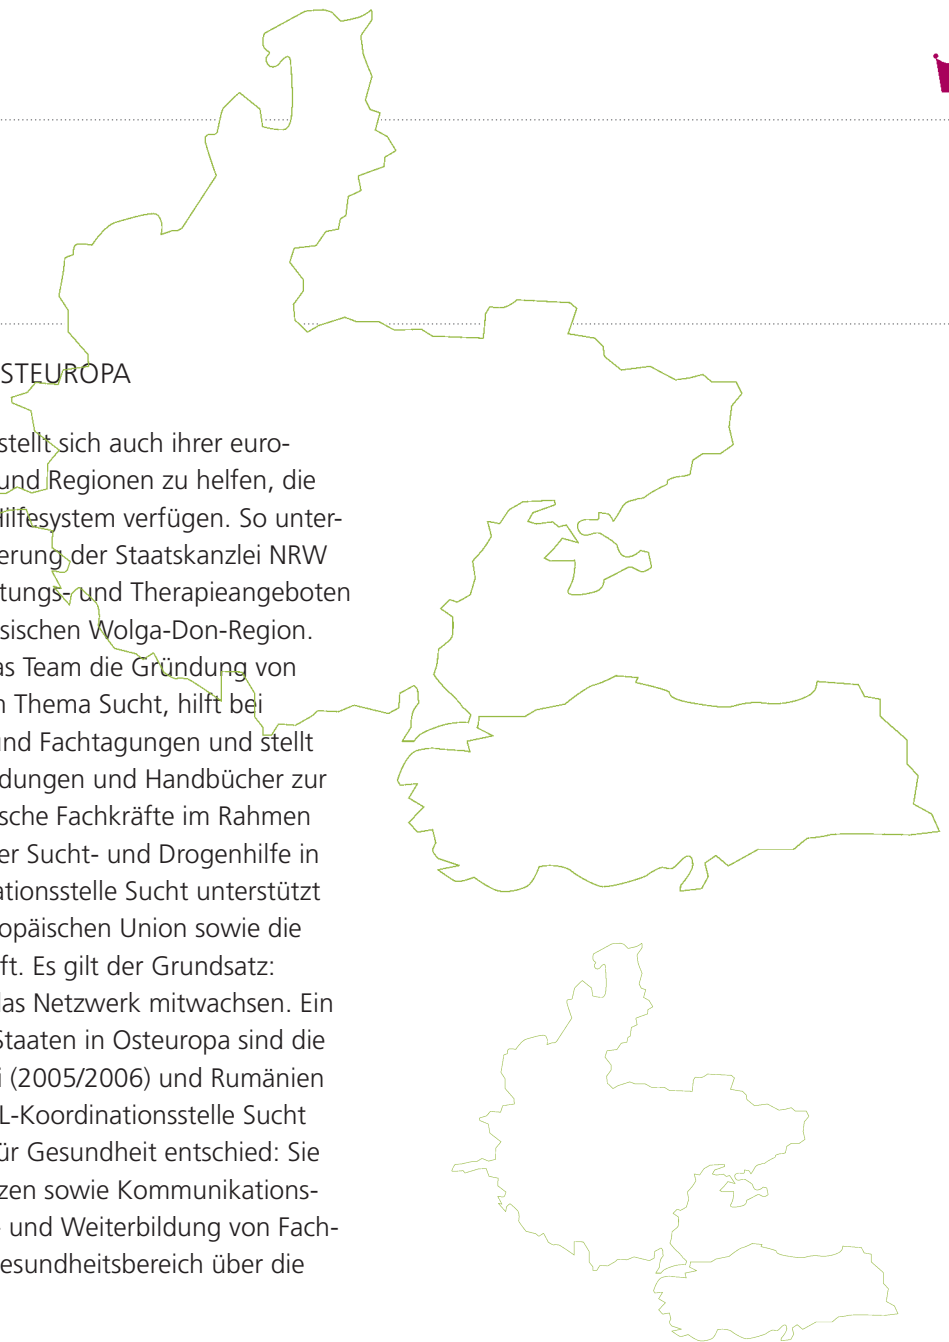 STEUROPA
stellt sich auch ihrer euro-
und Regionen zu helfen, die
Hilfesystem verfügen. So unter-
erung der Staatskanzlei NRW
tungs- und Therapieangeboten
sischen Wolga-Don-Region.
as Team die Gründung von
n Thema Sucht, hilft bei
und Fachtagungen und stellt
dungen und Handbücher zur
sche Fachkräfte im Rahmen
er Sucht- und Drogenhilfe in
ationsstelle Sucht unterstützt
opäischen Union sowie die
ft. Es gilt der Grundsatz:
das Netzwerk mitwachsen. Ein
Staaten in Osteuropa sind die
i (2005/2006) und Rumänien
L-Koordinationsstelle Sucht
für Gesundheit entschied: Sie
zen sowie Kommunikations-
- und Weiterbildung von Fach-
esundheitsbereich über die